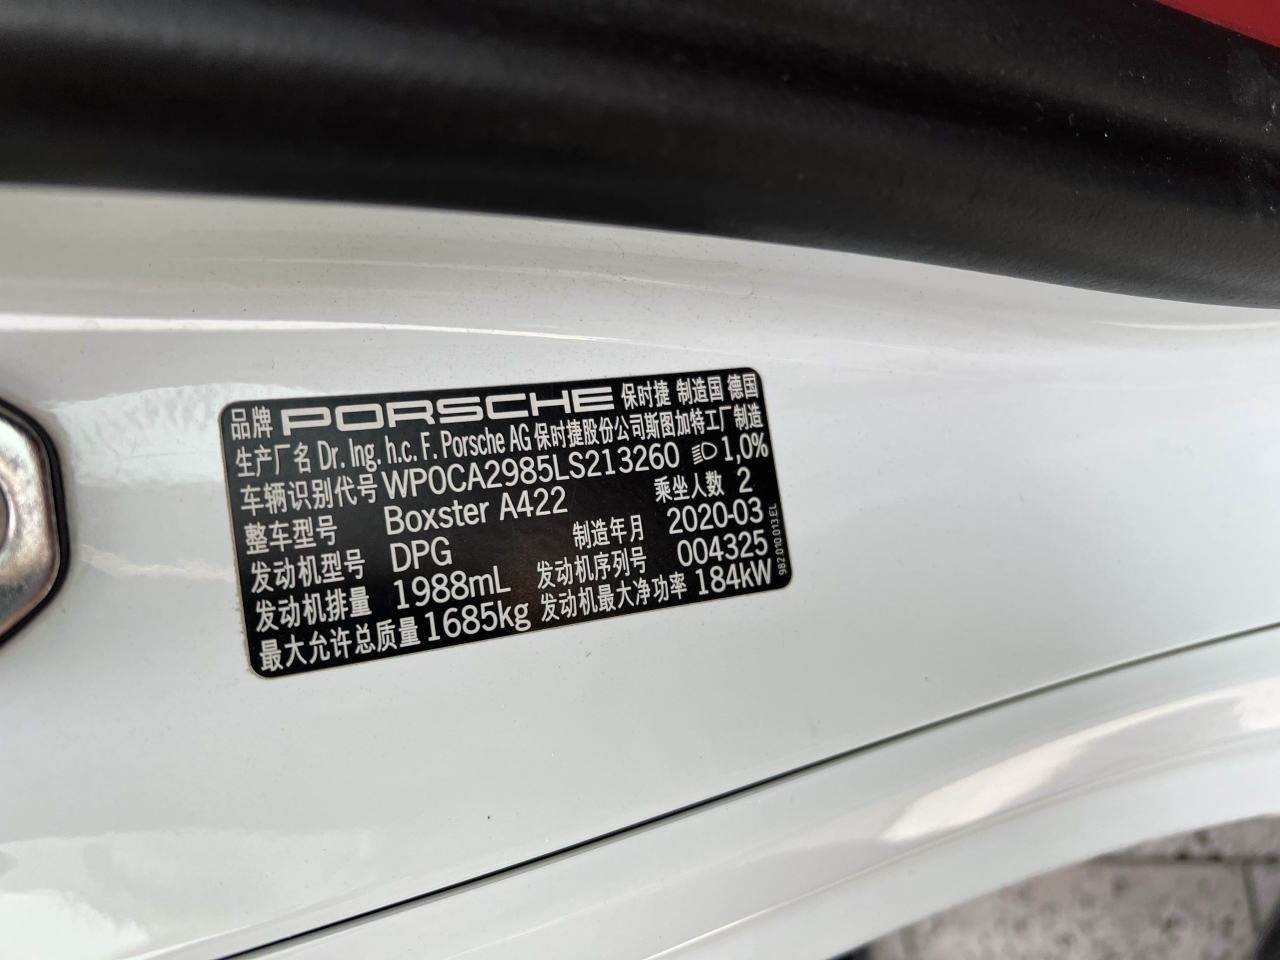 品牌 PORSCHE 保时捷 制造国 德国
生产厂名 Dr. Ing. h.c. F. Porsche AG 保时捷股份公司斯图加特工厂制造
车辆识别代号 WP0CA2985LS213260 1,0%
整车型号 Boxster A422 乘坐人数 2
发动机型号 DPG 制造年月 2020-03
发动机排量 1988mL 发动机序列号 004325
最大允许总质量 1685kg 发动机最大净功率 184kW
982.010.013.EL